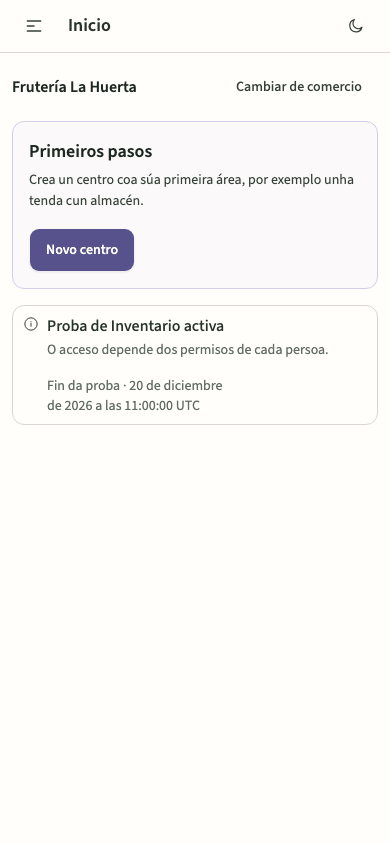 Inicio
Frutería La Huerta
Cambiar de comercio
Primeiros pasos
Crea un centro coa súa primeira área, por exemplo unha
tenda cun almacén.
Novo centro
Proba de Inventario activa
O acceso depende dos permisos de cada persoa.
Fin da proba · 20 de diciembre
de 2026 a las 11:00:00 UTC